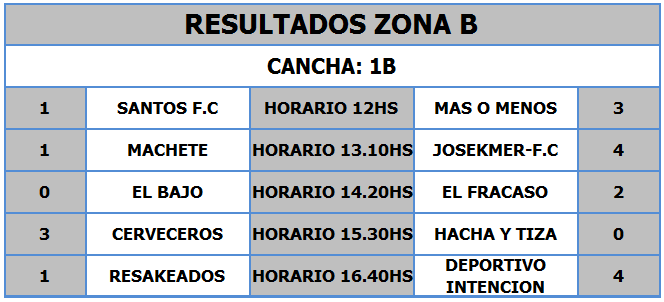 RESULTADOS ZONA B
CANCHA: 1B
1 SANTOS F.C HORARIO 12HS MAS O MENOS 3
1 MACHETE HORARIO 13.10HS JOSEKMER-F.C 4
0 EL BAJO HORARIO 14.20HS EL FRACASO 2
3 CERVECEROS HORARIO 15.30HS HACHA Y TIZA 0
1 RESAKEADOS HORARIO 16.40HS DEPORTIVO INTENCION 4